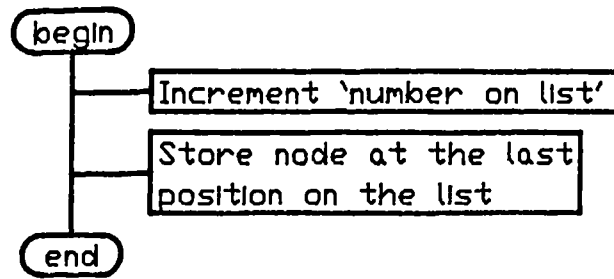 begin
Increment 'number on list'
Store node at the last
position on the list
end